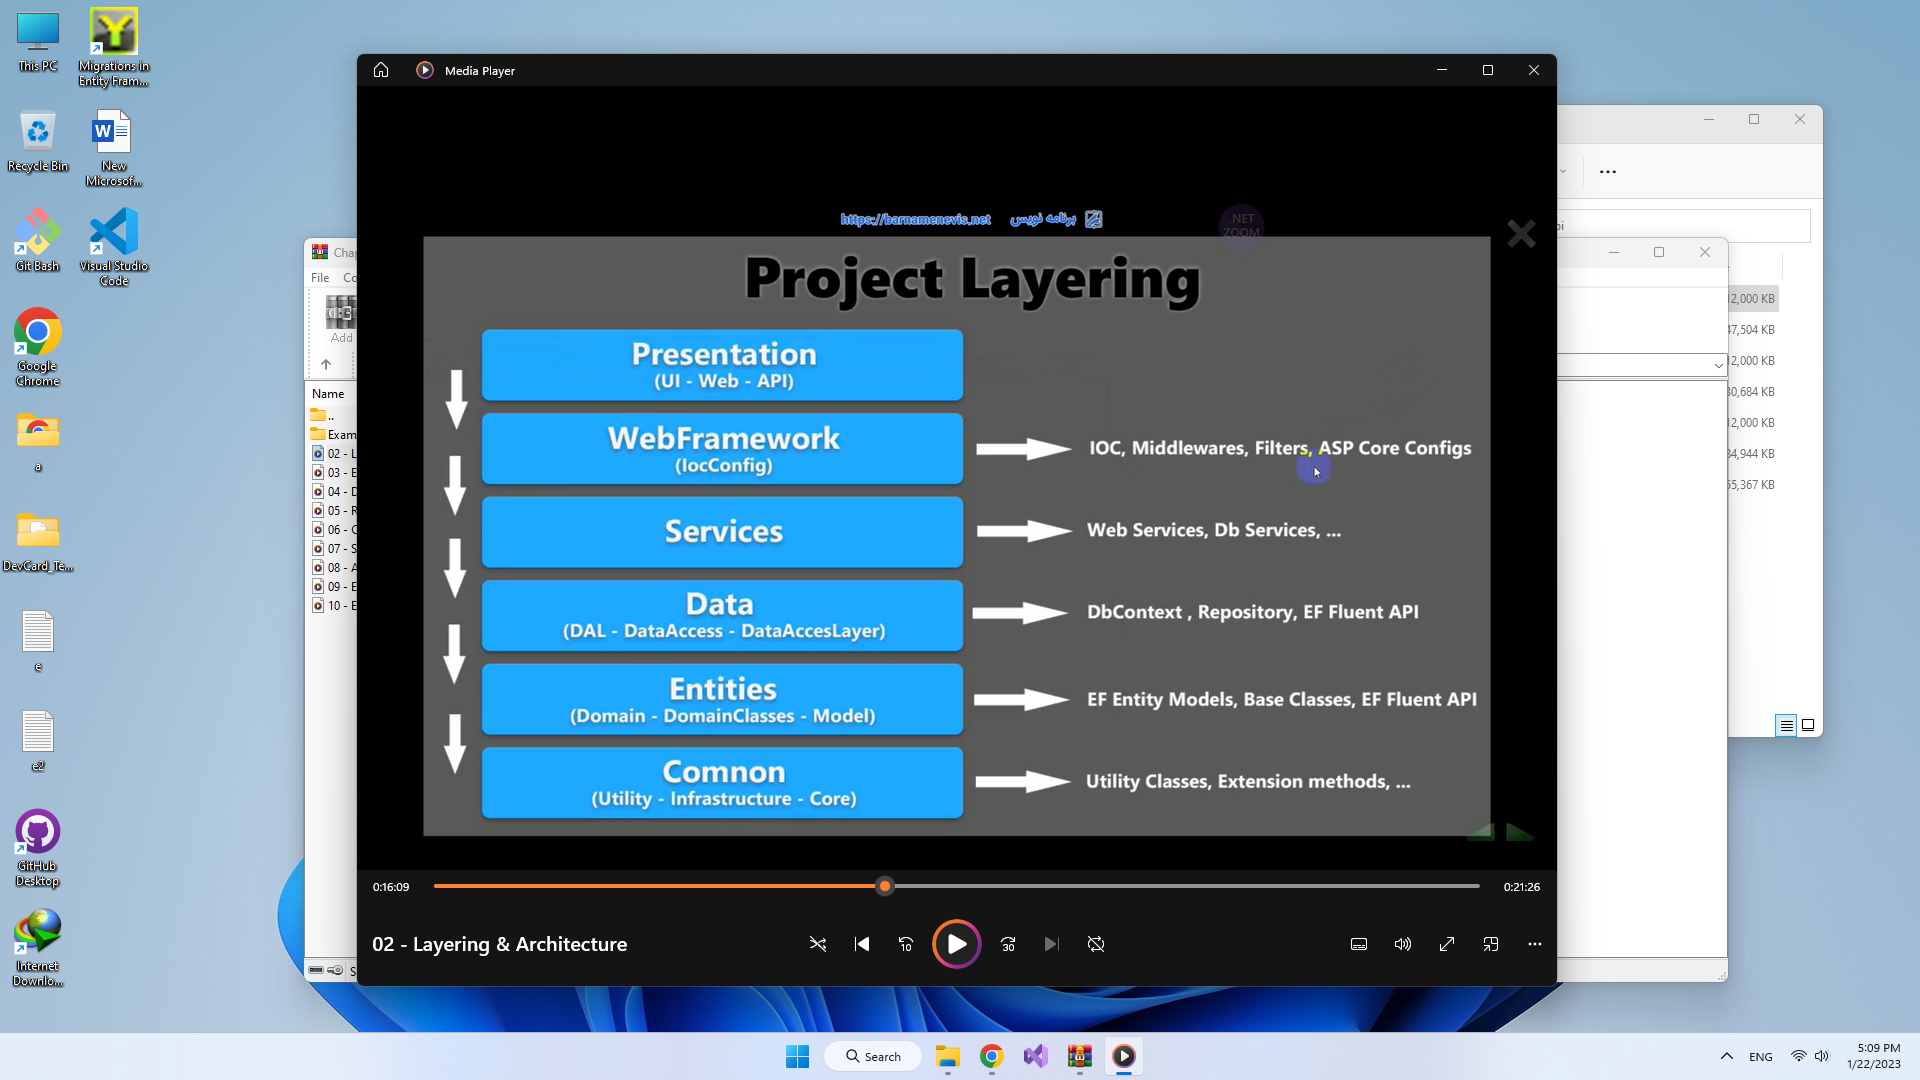 This PC
Migrations in
Entity Fram...
Recycle Bin
New
Microsof...
Git Bash
Visual Studio
Code
Google
Chrome
a
DevCard_Te...
e
e2
GitHub
Desktop
Internet
Downlo...
Media Player
https://barnamenevis.net برنامه نویس
.NET
ZOOM
Project Layering
Presentation
(UI - Web - API)
WebFramework
(IocConfig)
IOC, Middlewares, Filters, ASP Core Configs
Services
Web Services, Db Services, ...
Data
(DAL - DataAccess - DataAccesLayer)
DbContext , Repository, EF Fluent API
Entities
(Domain - DomainClasses - Model)
EF Entity Models, Base Classes, EF Fluent API
Comnon
(Utility - Infrastructure - Core)
Utility Classes, Extension methods, ...
0:16:09
0:21:26
02 - Layering & Architecture
10
30
Chap
File Co
Add
Name
..
Exam
02 - L
03 - E
04 - D
05 - R
06 - C
07 - S
08 - A
09 - E
10 - E
S
2,000 KB
47,504 KB
2,000 KB
30,684 KB
2,000 KB
34,944 KB
55,367 KB
Search
ENG
5:09 PM
1/22/2023